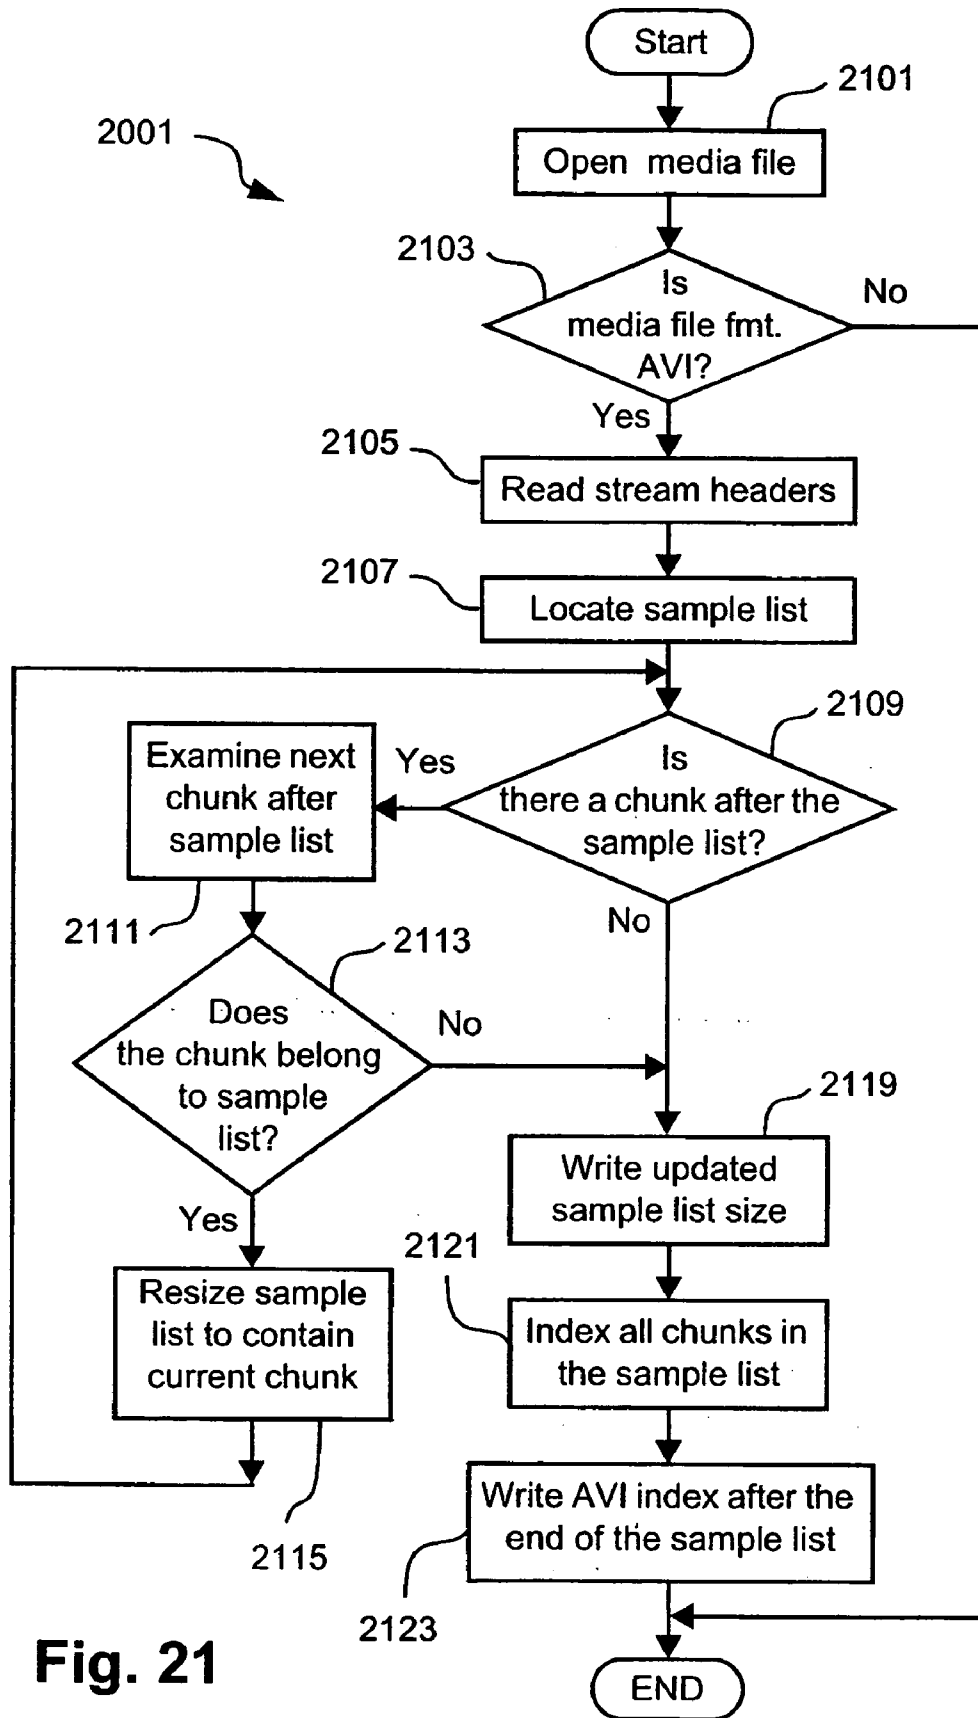 Start
2101
2001
Open media file
2103
Is
media file fmt.
AVI?
No
Yes
2105
Read stream headers
2107
Locate sample list
2109
Is
there a chunk after the
sample list?
Yes
No
Examine next
chunk after
sample list
2111
2113
Does
the chunk belong
to sample
list?
No
Yes
2119
Write updated
sample list size
2121
Resize sample
list to contain
current chunk
Index all chunks in
the sample list
2115
Write AVI index after the
end of the sample list
2123
END
Fig. 21